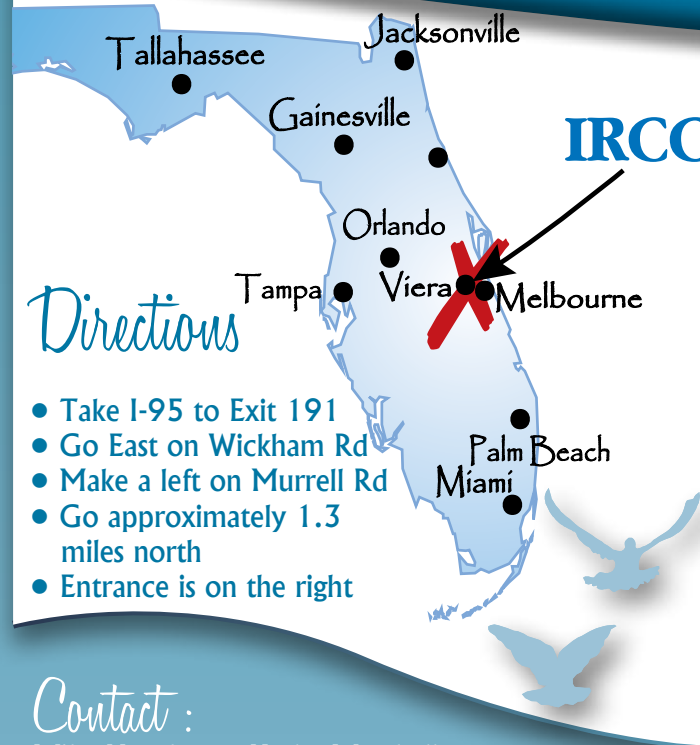 Jacksonville
Tallahassee
Gainesville
IRCC
Orlando
Tampa
Viera
Melbourne
Directions
• Take I-95 to Exit 191
• Go East on Wickham Rd
• Make a left on Murrell Rd
• Go approximately 1.3
miles north
• Entrance is on the right
Palm Beach
Miami
Contact :